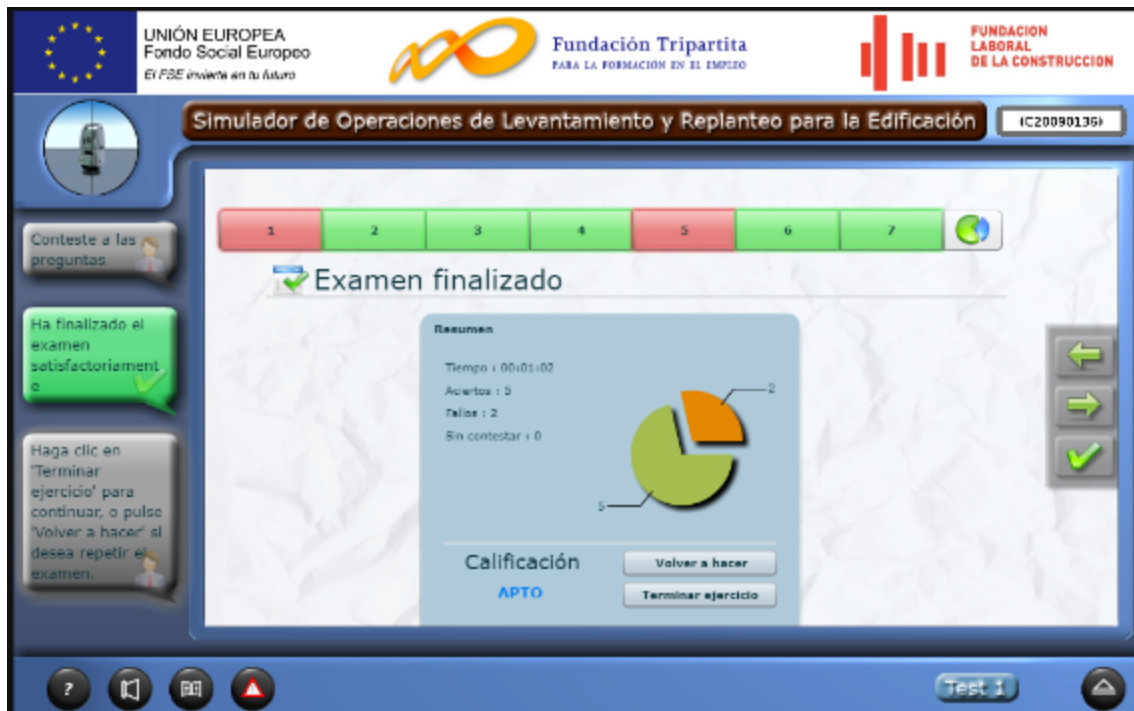 UNIÓN EUROPEA
Fondo Social Europeo
El FSE invierte en tu futuro
Fundación Tripartita
PARA LA FORMACIÓN EN EL EMPLEO
FUNDACION
LABORAL
DE LA CONSTRUCCION
Simulador de Operaciones de Levantamiento y Replanteo para la Edificación
(C20090136)
Conteste a las
preguntas
Ha finalizado el
examen
satisfactoriament
e
Haga clic en
'Terminar
ejercicio' para
continuar, o pulse
'Volver a hacer' si
desea repetir el
examen.
1 2 3 4 5 6 7
Examen finalizado
Resumen
Tiempo : 00:01:02
Aciertos : 5
Fallos : 2
Sin contestar : 0
2
5
Calificación
APTO
Volver a hacer
Terminar ejercicio
?
Test 1